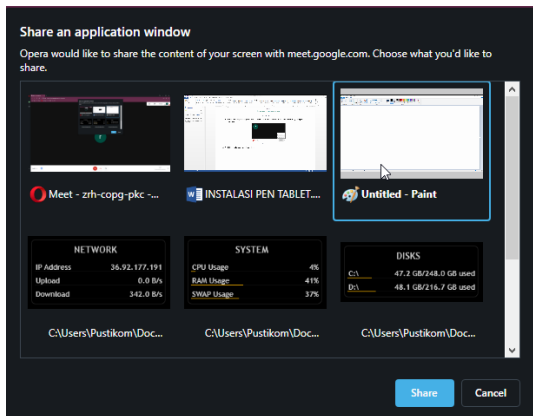 Share an application window
Opera would like to share the content of your screen with meet.google.com. Choose what you'd like to
share.
Meet - zrh-copg-pkc -...
INSTALASI PEN TABLET....
Untitled - Paint
NETWORK
IP Address 36.92.177.191
Upload 0.0 B/s
Download 342.0 B/s
SYSTEM
CPU Usage 4%
RAM Usage 41%
SWAP Usage 37%
DISKS
C:\ 47.2 GB/248.0 GB used
D:\ 48.1 GB/216.7 GB used
C:\Users\Pustikom\Doc...
C:\Users\Pustikom\Doc...
C:\Users\Pustikom\Doc...
Share
Cancel